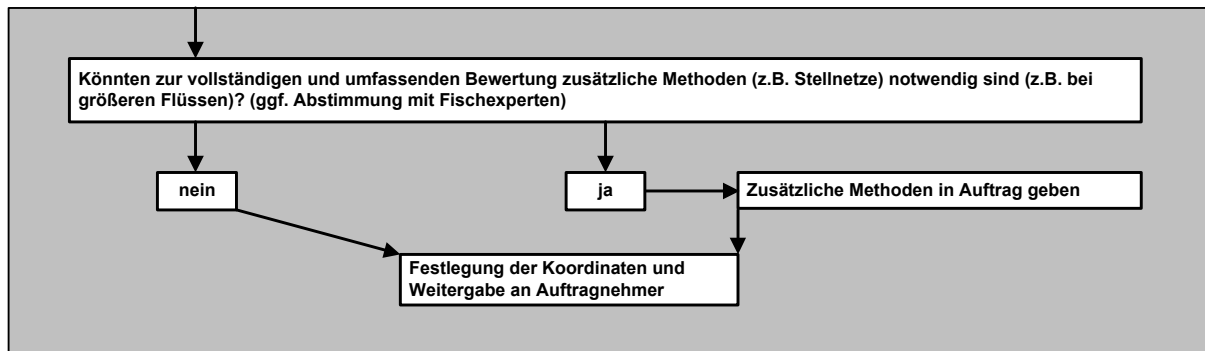 Könnten zur vollständigen und umfassenden Bewertung zusätzliche Methoden (z.B. Stellnetze) notwendig sind (z.B. bei
größeren Flüssen)? (ggf. Abstimmung mit Fischexperten)
nein
ja
Zusätzliche Methoden in Auftrag geben
Festlegung der Koordinaten und
Weitergabe an Auftragnehmer